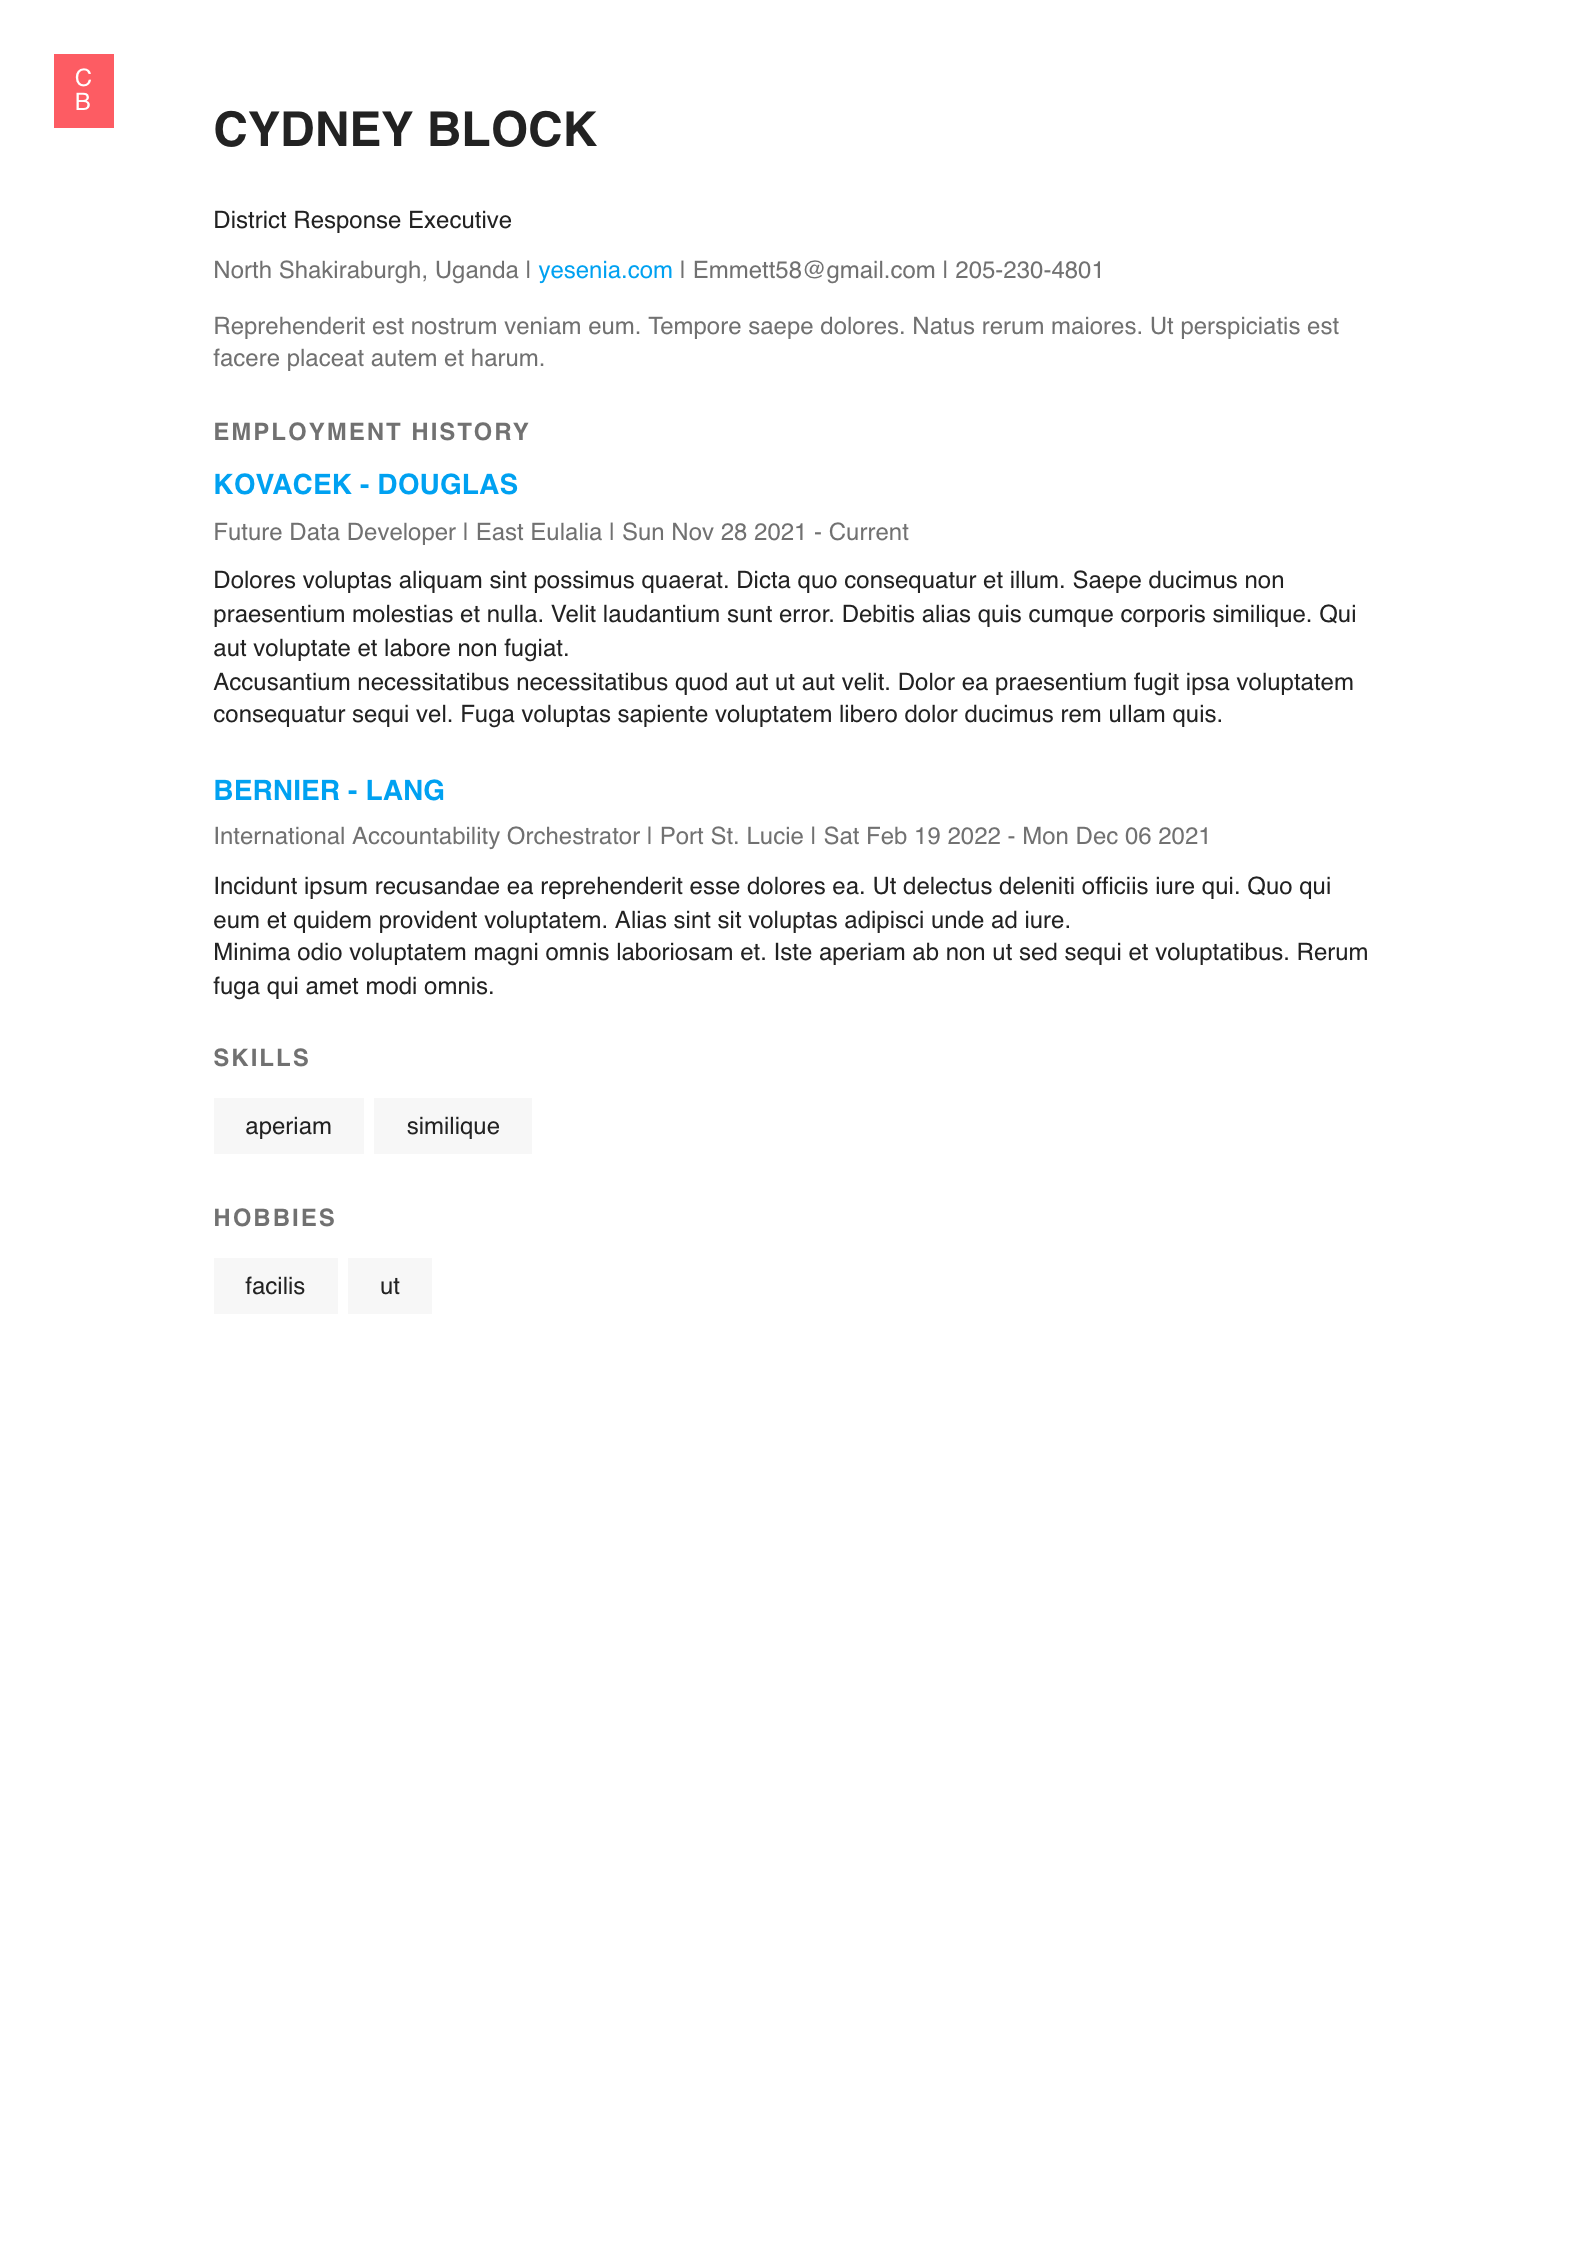 C
B
CYDNEY BLOCK
District Response Executive
North Shakiraburgh, Uganda | yesenia.com | Emmett58@gmail.com | 205-230-4801
Reprehenderit est nostrum veniam eum. Tempore saepe dolores. Natus rerum maiores. Ut perspiciatis est
facere placeat autem et harum.
EMPLOYMENT HISTORY
KOVACEK - DOUGLAS
Future Data Developer | East Eulalia | Sun Nov 28 2021 - Current
Dolores voluptas aliquam sint possimus quaerat. Dicta quo consequatur et illum. Saepe ducimus non
praesentium molestias et nulla. Velit laudantium sunt error. Debitis alias quis cumque corporis similique. Qui
aut voluptate et labore non fugiat.
Accusantium necessitatibus necessitatibus quod aut ut aut velit. Dolor ea praesentium fugit ipsa voluptatem
consequatur sequi vel. Fuga voluptas sapiente voluptatem libero dolor ducimus rem ullam quis.
BERNIER - LANG
International Accountability Orchestrator | Port St. Lucie | Sat Feb 19 2022 - Mon Dec 06 2021
Incidunt ipsum recusandae ea reprehenderit esse dolores ea. Ut delectus deleniti officiis iure qui. Quo qui
eum et quidem provident voluptatem. Alias sint sit voluptas adipisci unde ad iure.
Minima odio voluptatem magni omnis laboriosam et. Iste aperiam ab non ut sed sequi et voluptatibus. Rerum
fuga qui amet modi omnis.
SKILLS
aperiam similique
HOBBIES
facilis ut